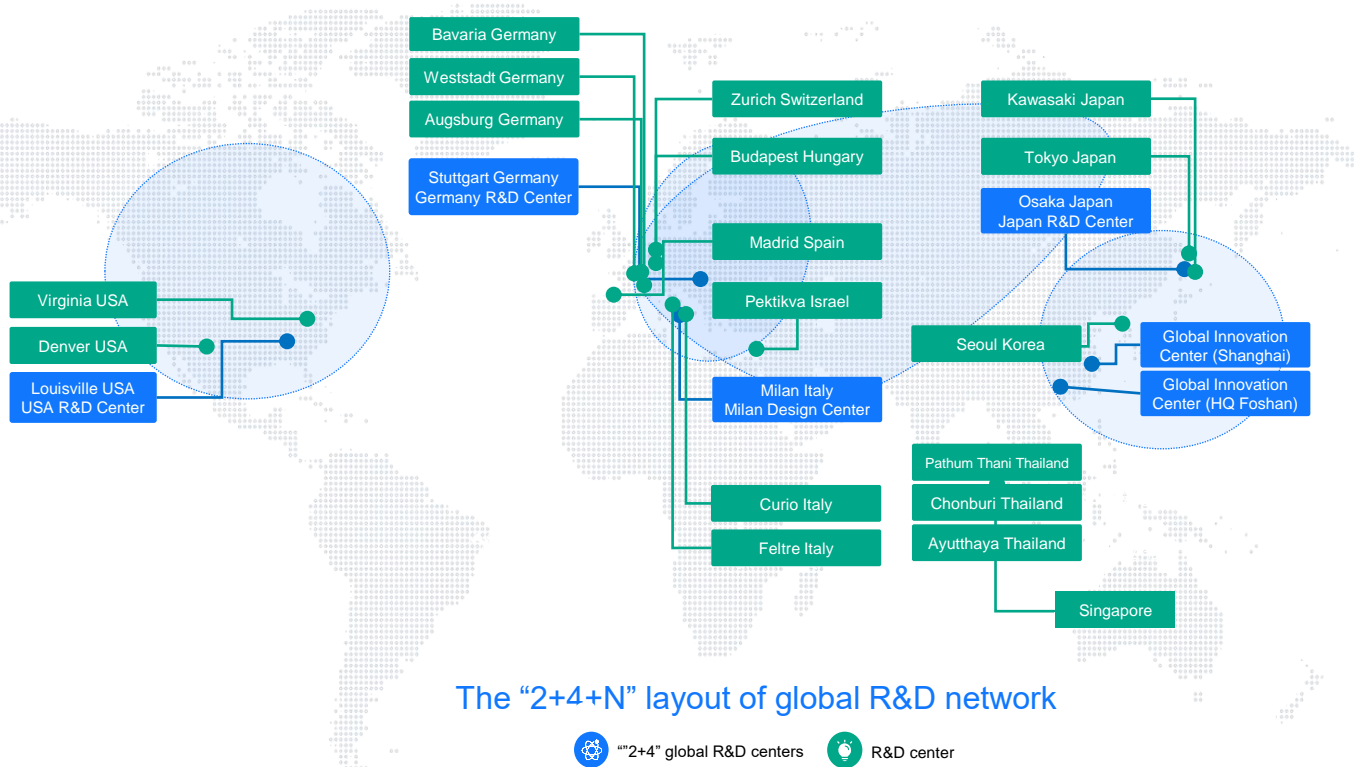 Bavaria Germany
Weststadt Germany
Augsburg Germany
Stuttgart Germany
Germany R&D Center
Zurich Switzerland
Budapest Hungary
Madrid Spain
Pektikva Israel
Milan Italy
Milan Design Center
Curio Italy
Feltre Italy
Kawasaki Japan
Tokyo Japan
Osaka Japan
Japan R&D Center
Virginia USA
Denver USA
Louisville USA
USA R&D Center
Seoul Korea
Global Innovation
Center (Shanghai)
Global Innovation
Center (HQ Foshan)
Pathum Thani Thailand
Chonburi Thailand
Ayutthaya Thailand
Singapore
The “2+4+N” layout of global R&D network
“”2+4” global R&D centers
R&D center